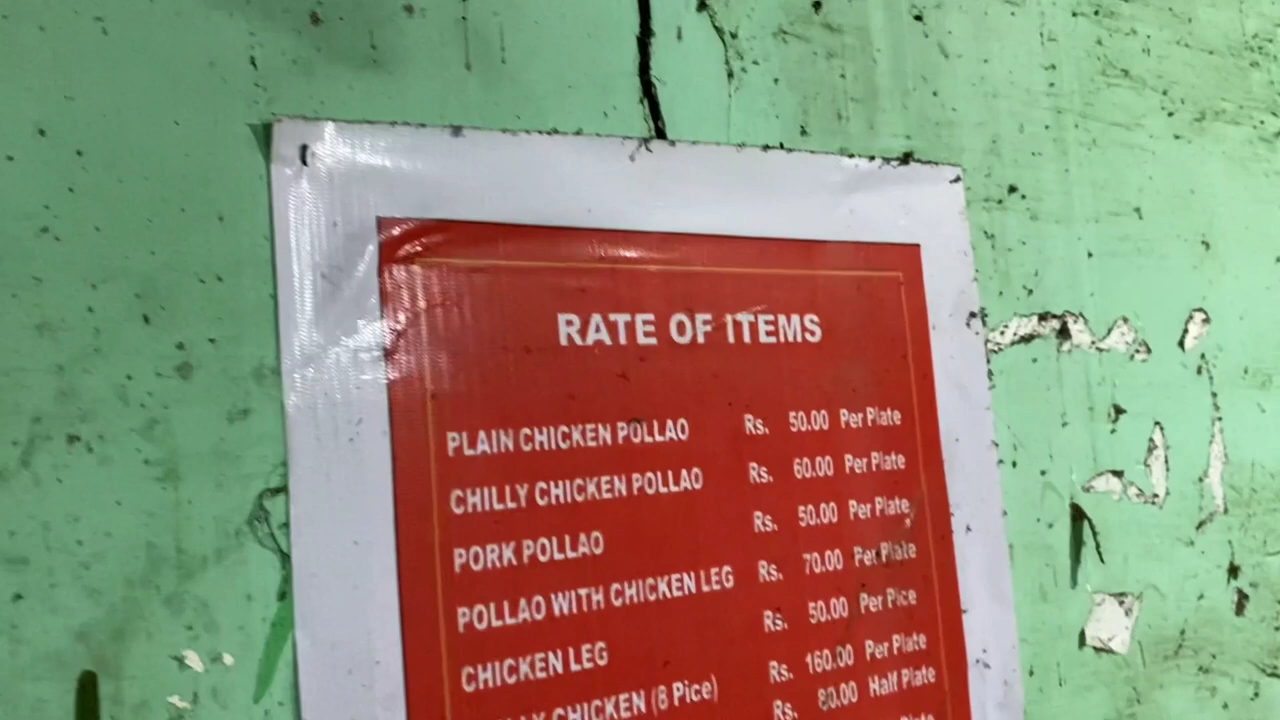 RATE OF ITEMS
PLAIN CHICKEN POLLAO Rs. 50.00 Per Plate
CHILLY CHICKEN POLLAO Rs. 60.00 Per Plate
PORK POLLAO Rs. 50.00 Per Plate
POLLAO WITH CHICKEN LEG Rs. 70.00 Per Plate
CHICKEN LEG Rs. 50.00 Per Pice
CHICKEN (8 Pice) Rs. 160.00 Per Plate
Rs. 80.00 Half Plate